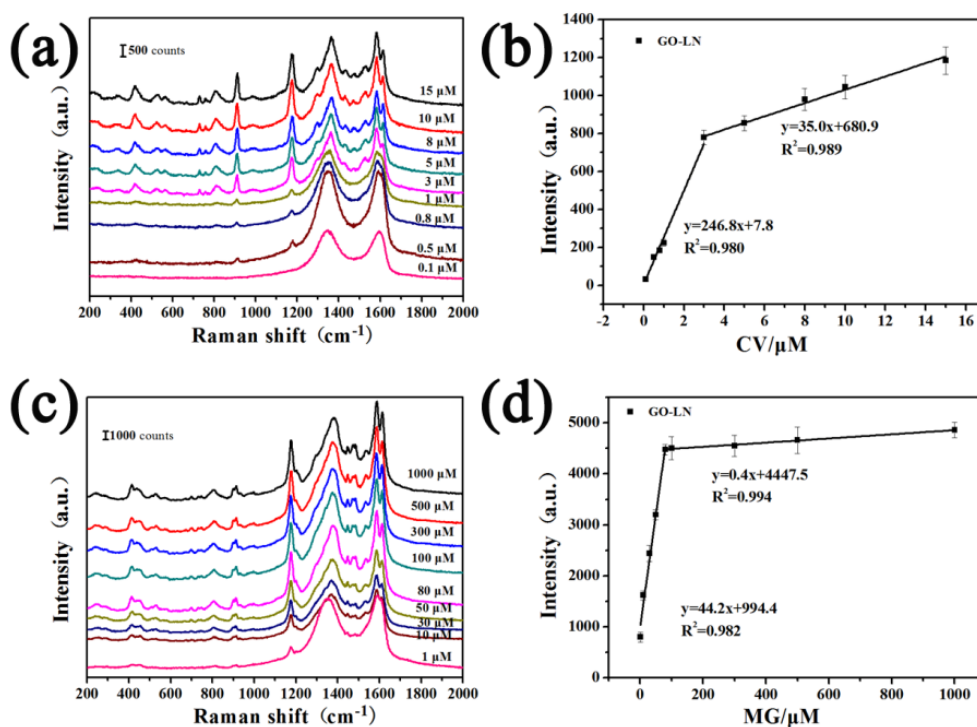 (a)
500 counts
15 μM
10 μM
8 μM
5 μM
3 μM
1 μM
0.8 μM
0.5 μM
0.1 μM
Intensity (a.u.)
200 400 600 800 1000 1200 1400 1600 1800 2000
Raman shift (cm-1)
(b)
GO-LN
1400
1200
1000
800
600
400
200
0
Intensity (a.u.)
y=35.0x+680.9
R2=0.989
y=246.8x+7.8
R2=0.980
-2 0 2 4 6 8 10 12 14 16
CV/μM
(c)
1000 counts
1000 μM
500 μM
300 μM
100 μM
80 μM
50 μM
30 μM
10 μM
1 μM
Intensity (a.u.)
200 400 600 800 1000 1200 1400 1600 1800 2000
Raman shift (cm-1)
(d)
GO-LN
5000
4000
3000
2000
1000
0
Intensity (a.u.)
y=0.4x+4447.5
R2=0.994
y=44.2x+994.4
R2=0.982
0 200 400 600 800 1000
MG/μM